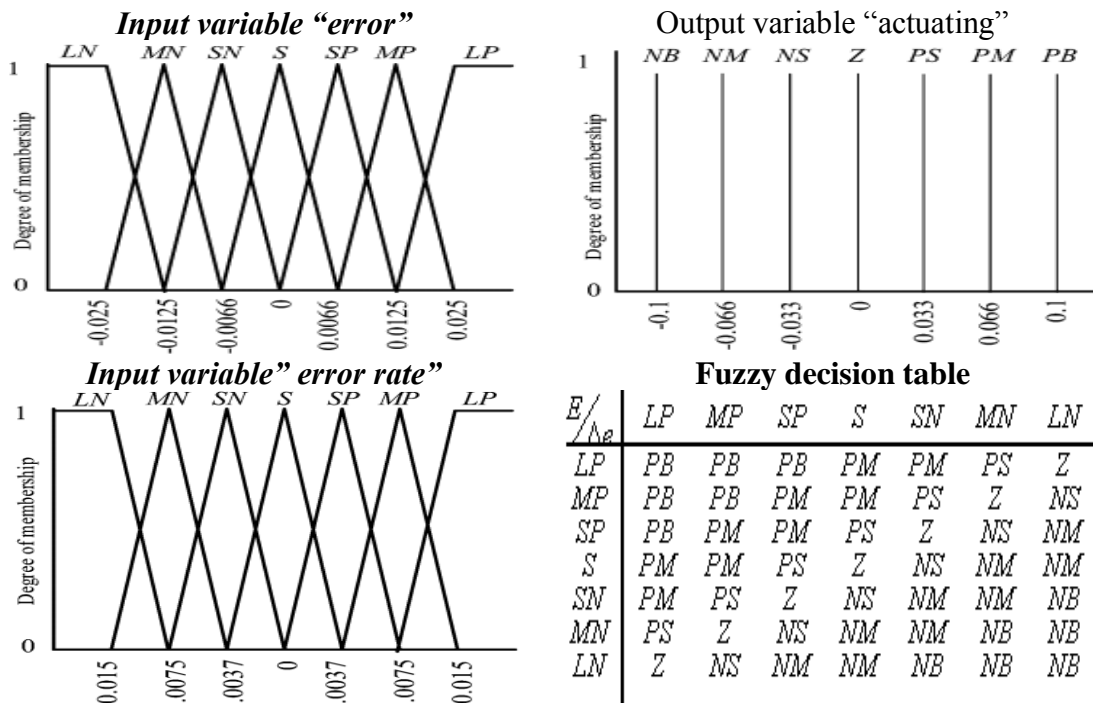 Input variable “error”
LN MN SN S SP MP LP
1
Degree of membership
O
-0.025 -0.0125 -0.0066 0 0.0066 0.0125 0.025
Output variable “actuating”
NB NM NS Z PS PM PB
1
Degree of membership
O
-0.1 -0.066 -0.033 0 0.033 0.066 0.1
Input variable” error rate”
LN MN SN S SP MP LP
1
Degree of membership
O
0.015 .0075 .0037 0 .0037 .0075 0.015
Fuzzy decision table
E/Δe LP MP SP S SN MN LN
LP PB PB PB PM PM PS Z
MP PB PB PM PM PS Z NS
SP PB PM PM PS Z NS NM
S PM PM PS Z NS NM NM
SN PM PS Z NS NM NM NB
MN PS Z NS NM NM NB NB
LN Z NS NM NM NB NB NB